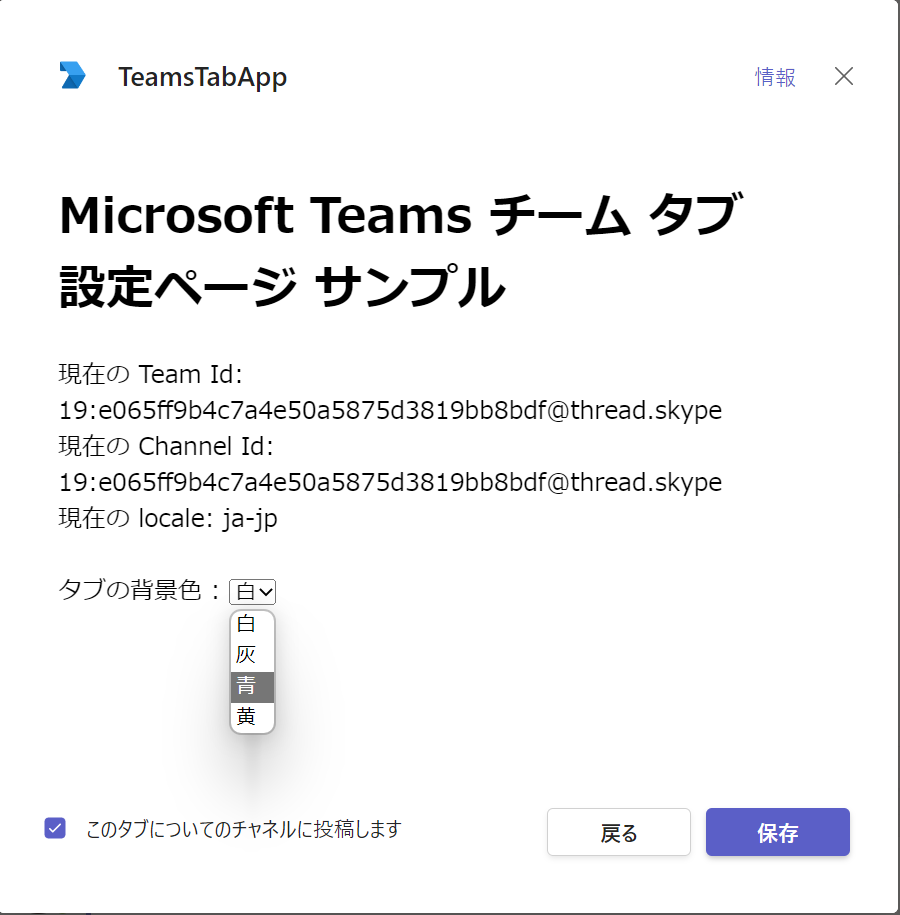 TeamsTabApp
情報
Microsoft Teams チーム タブ
設定ページ サンプル
現在の Team Id:
19:e065ff9b4c7a4e50a5875d3819bb8bdf@thread.skype
現在の Channel Id:
19:e065ff9b4c7a4e50a5875d3819bb8bdf@thread.skype
現在の locale: ja-jp
タブの背景色 : 白
白
灰
青
黄
このタブについてのチャネルに投稿します
戻る
保存